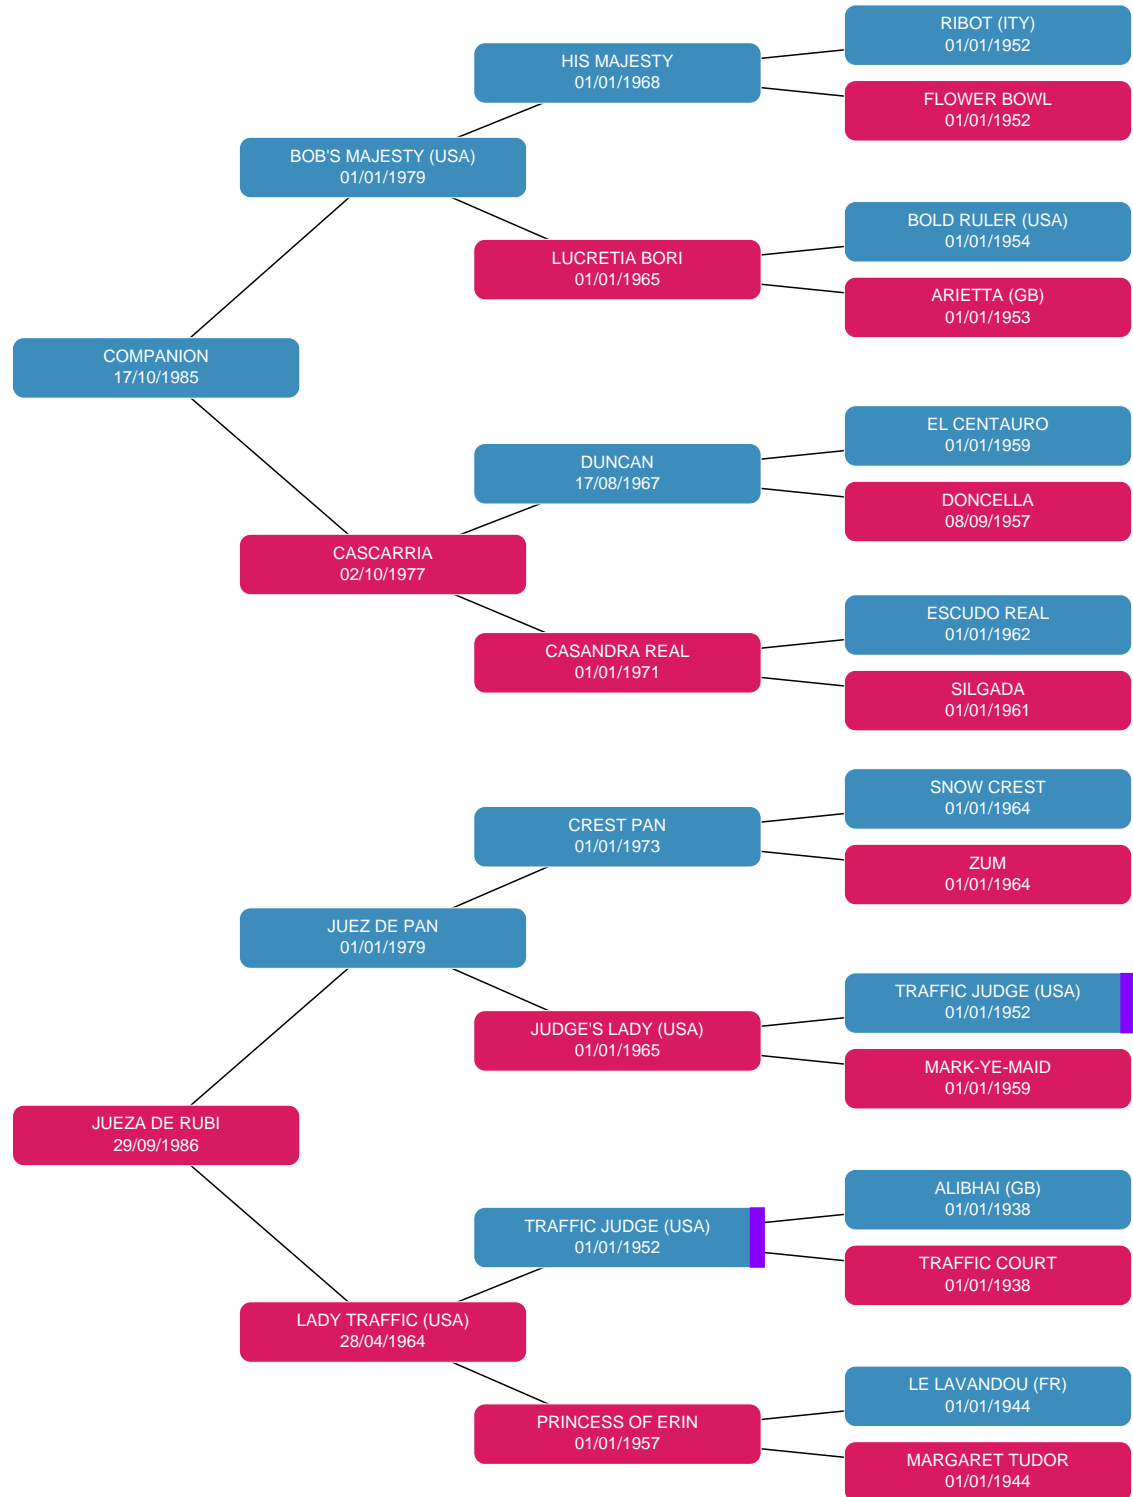 RIBOT (ITY)
01/01/1952
HIS MAJESTY
01/01/1968
FLOWER BOWL
01/01/1952
BOB'S MAJESTY (USA)
01/01/1979
BOLD RULER (USA)
01/01/1954
LUCRETIA BORI
01/01/1965
ARIETTA (GB)
01/01/1953
COMPANION
17/10/1985
EL CENTAURO
01/01/1959
DUNCAN
17/08/1967
DONCELLA
08/09/1957
CASCARRIA
02/10/1977
ESCUDO REAL
01/01/1962
CASANDRA REAL
01/01/1971
SILGADA
01/01/1961
SNOW CREST
01/01/1964
CREST PAN
01/01/1973
ZUM
01/01/1964
JUEZ DE PAN
01/01/1979
TRAFFIC JUDGE (USA)
01/01/1952
JUDGE'S LADY (USA)
01/01/1965
MARK-YE-MAID
01/01/1959
JUEZA DE RUBI
29/09/1986
ALIBHAI (GB)
01/01/1938
TRAFFIC JUDGE (USA)
01/01/1952
TRAFFIC COURT
01/01/1938
LADY TRAFFIC (USA)
28/04/1964
LE LAVANDOU (FR)
01/01/1944
PRINCESS OF ERIN
01/01/1957
MARGARET TUDOR
01/01/1944